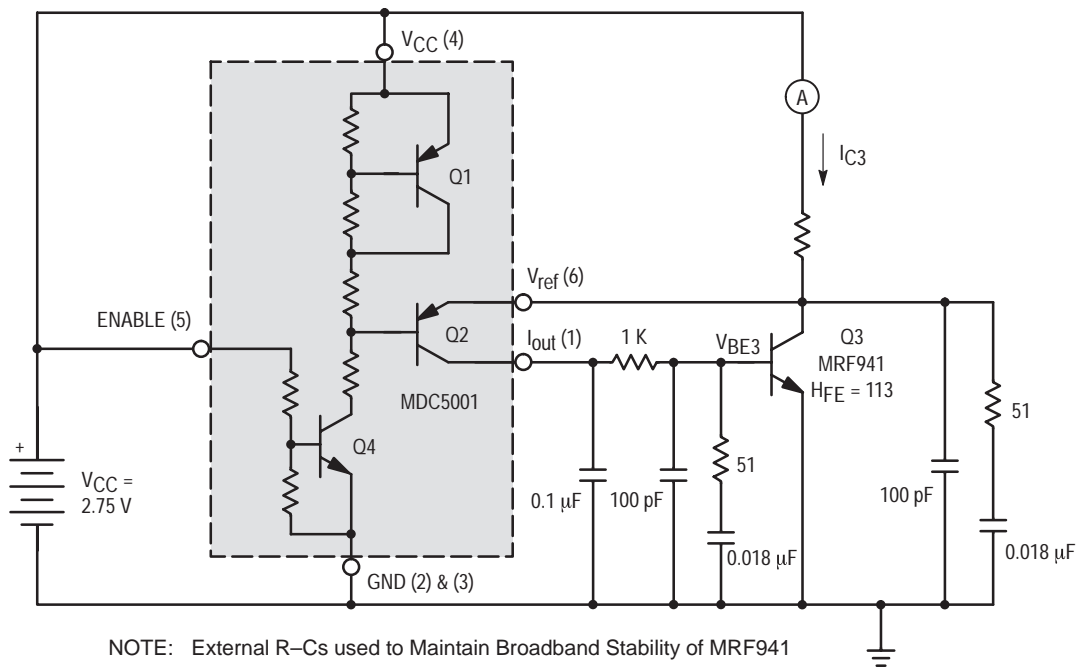 VCC (4)
A
IC3
Q1
Vref (6)
ENABLE (5)
Q2
Iout (1)
1 K
VBE3
Q3
MRF941
HFE = 113
MDC5001
Q4
51
51
+
VCC =
2.75 V
0.1 μF
100 pF
100 pF
0.018 μF
0.018 μF
GND (2) & (3)
NOTE: External R–Cs used to Maintain Broadband Stability of MRF941